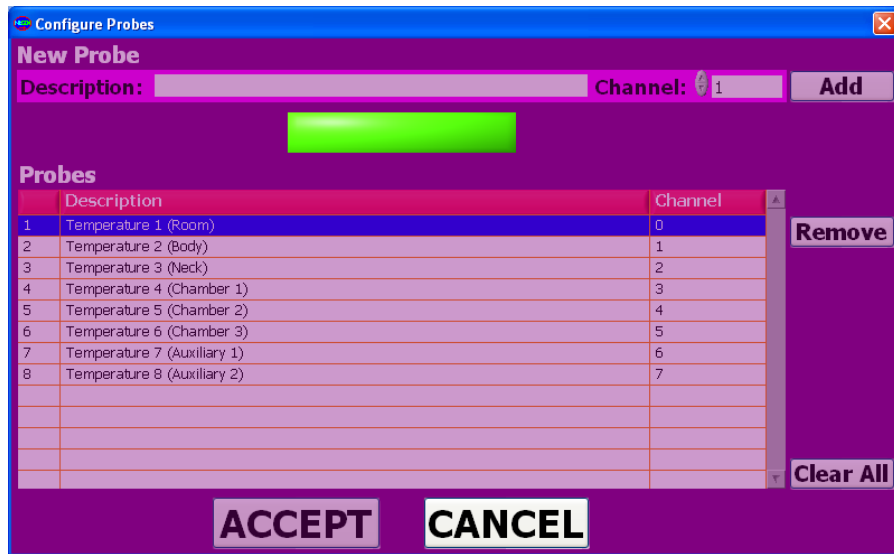 Configure Probes
New Probe
Description: Channel: 1 Add
Probes
Description Channel
1 Temperature 1 (Room) 0
2 Temperature 2 (Body) 1
3 Temperature 3 (Neck) 2
4 Temperature 4 (Chamber 1) 3
5 Temperature 5 (Chamber 2) 4
6 Temperature 6 (Chamber 3) 5
7 Temperature 7 (Auxiliary 1) 6
8 Temperature 8 (Auxiliary 2) 7
Remove
Clear All
ACCEPT CANCEL